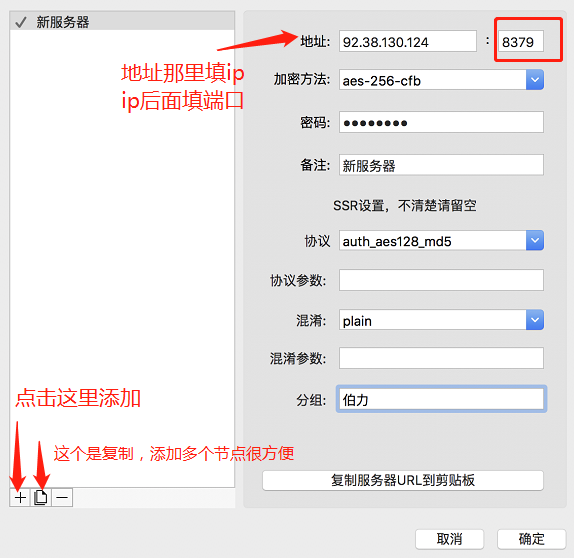 新服务器
地址: 92.38.130.124 : 8379
地址那里填ip
ip后面填端口
加密方法: aes-256-cfb
密码: ●●●●●●●●
备注: 新服务器
SSR设置，不清楚请留空
协议 auth_aes128_md5
协议参数:
混淆: plain
混淆参数:
分组: 伯力
点击这里添加
这个是复制，添加多个节点很方便
复制服务器URL到剪贴板
取消 确定